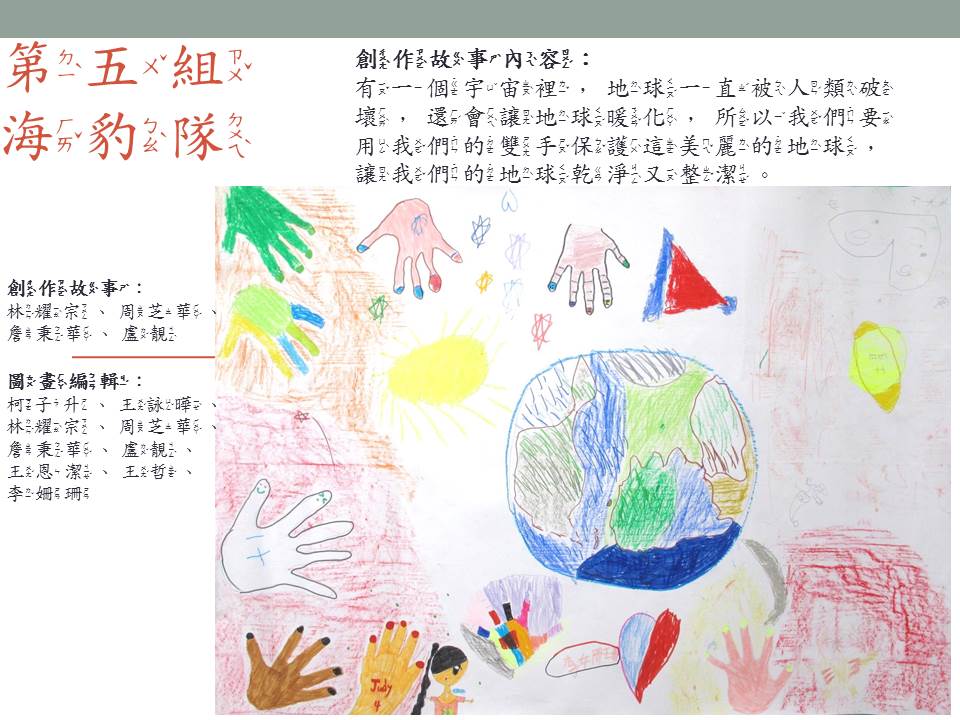 第五組
海豹隊
創作故事內容：
有一個宇宙裡，地球一直被人類破
壞，還會讓地球暖化，所以我們要
用我們的雙手保護這美麗的地球，
讓我們的地球乾淨又整潔。
創作故事：
林耀宗、周芝華、
詹秉華、盧靚
圖畫編輯：
柯子升、王詠曄、
林耀宗、周芝華、
詹秉華、盧靚、
王恩潔、王哲、
李姍珊
Judy
4